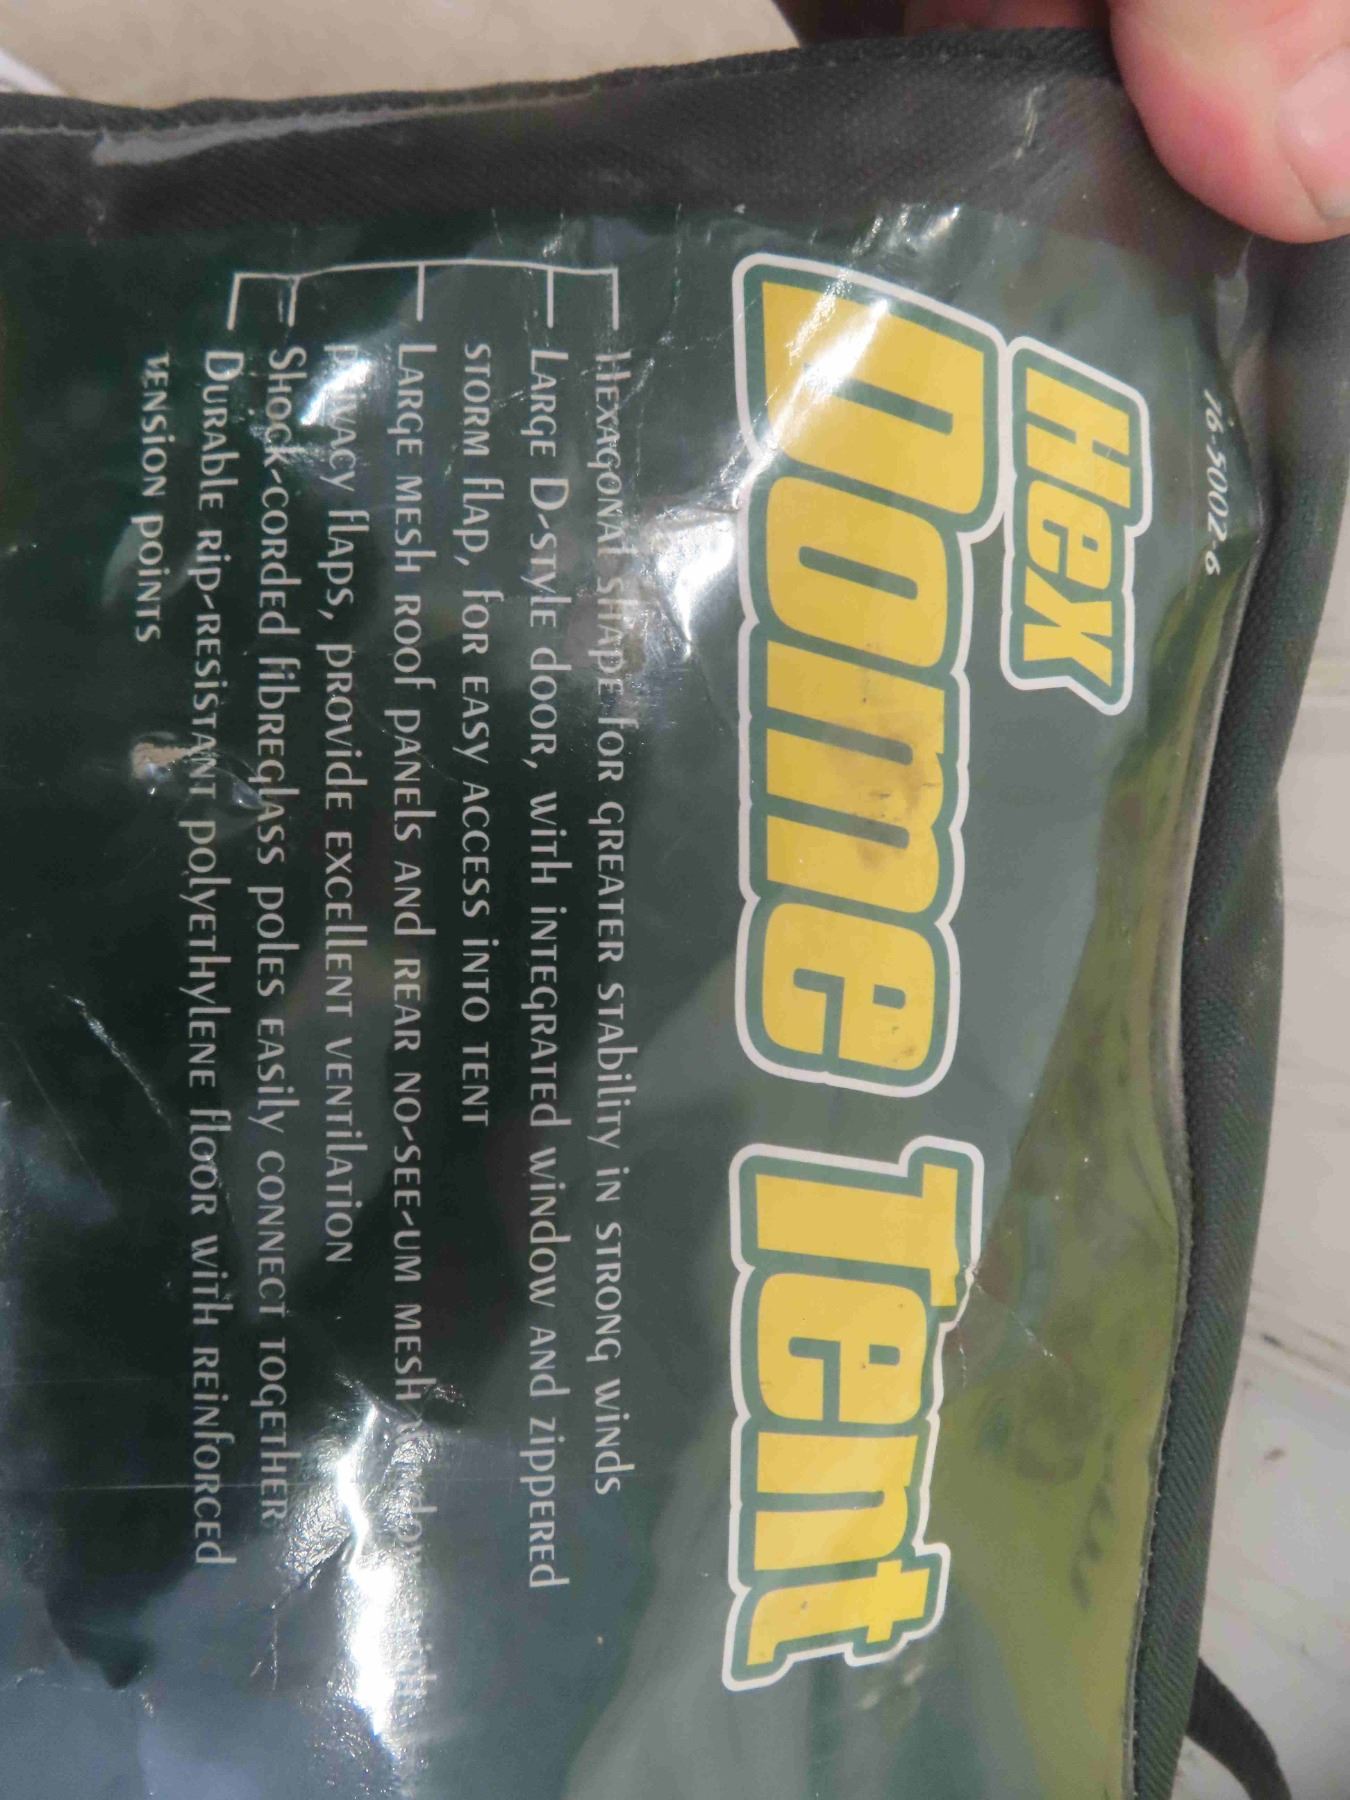 76-5002-6
Hex
Dome Tent
Hexagonal shape for greater stability in strong winds
Large D-style door, with integrated window and zippered
storm flap, for easy access into tent
Large mesh roof panels and rear no-see-um mesh window with
privacy flaps, provide excellent ventilation
Shock-corded fibreglass poles easily connect together
Durable rip-resistant polyethylene floor with reinforced
tension points